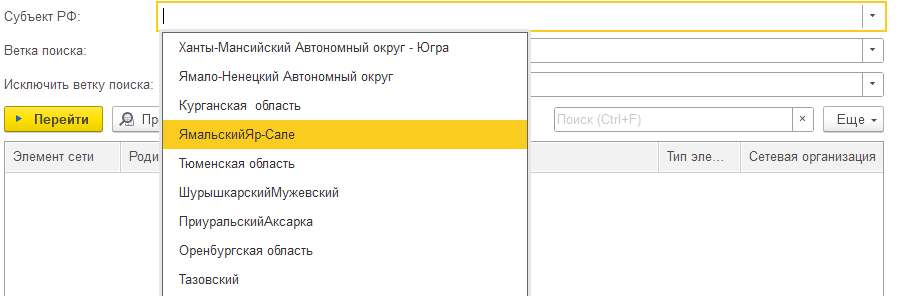 Субъект РФ:
Ханты-Мансийский Автономный округ - Югра
Ветка поиска:
Ямало-Ненецкий Автономный округ
Исключить ветку поиска:
Курганская  область
Перейти
Пр
Поиск (Ctrl+F)
×
Еще
ЯмальскийЯр-Сале
Элемент сети
Роди
Тип эле...
Сетевая организация
Тюменская область
ШурышкарскийМужевский
ПриуральскийАксарка
Оренбургская область
Тазовский